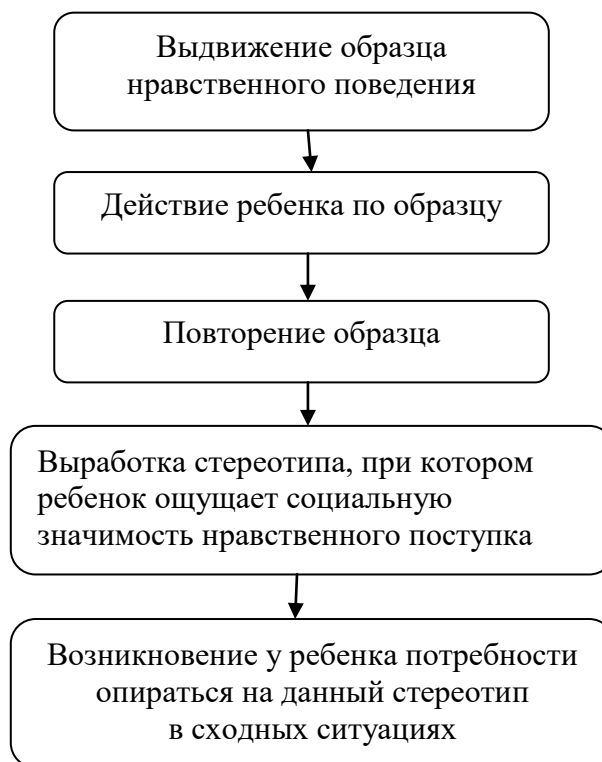 Выдвижение образца
нравственного поведения
Действие ребенка по образцу
Повторение образца
Выработка стереотипа, при котором
ребенок ощущает социальную
значимость нравственного поступка
Возникновение у ребенка потребности
опираться на данный стереотип
в сходных ситуациях